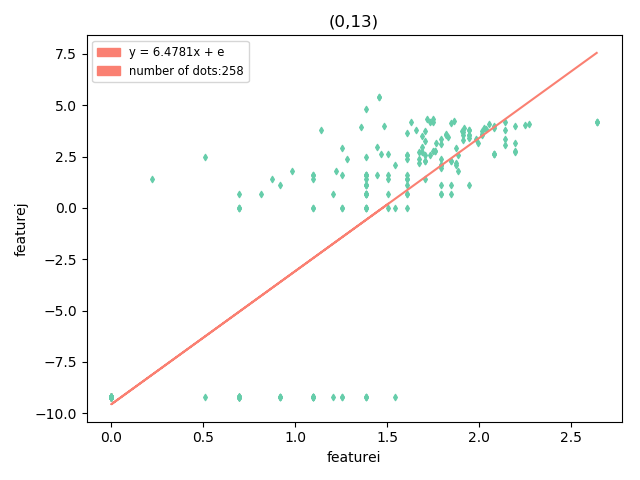 (0,13)
y = 6.4781x + e
number of dots:258
7.5
5.0
2.5
0.0
−2.5
−5.0
−7.5
−10.0
featurej
0.0 0.5 1.0 1.5 2.0 2.5
featurei